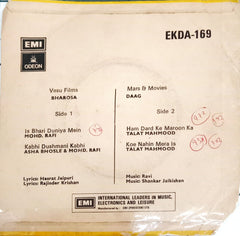 EMI
ODEON
EKDA-169
Vasu Films
BHAROSA
Mars & Movies
DAAG
Side 1
Side 2
Is Bhari Duniya Mein
MOHD. RAFI
Ham Dard Ke Maroon Ka
TALAT MAHMOOD
Kabhi Dushmani Kabhi
ASHA BHOSLE & MOHD. RAFI
Koe Nahin Mera Is
TALAT MAHMOOD
Lyrics: Hasrat Jaipuri
Lyrics: Rajinder Krishan
Music: Ravi
Music: Shankar Jaikishan
EMI
INTERNATIONAL LEADERS IN MUSIC,
ELECTRONICS AND LEISURE